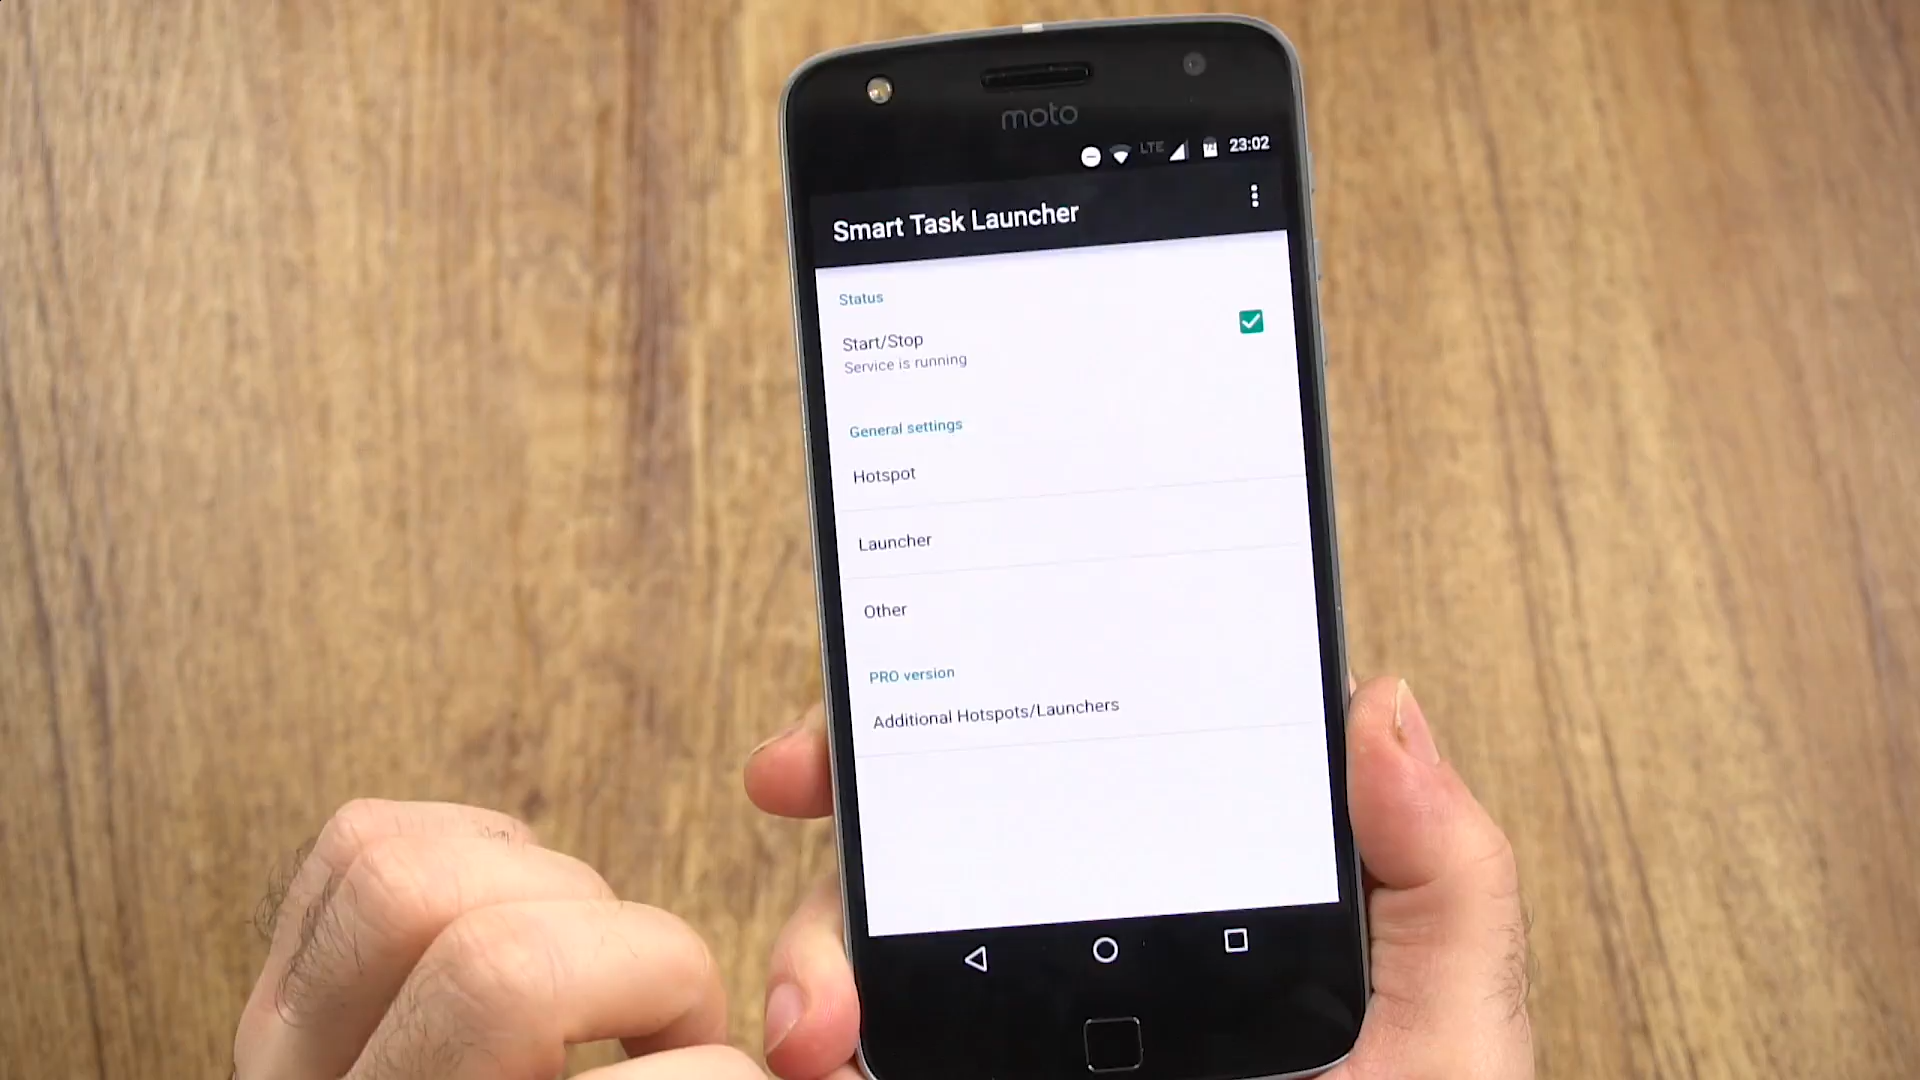 moto
LTE 23:02
Smart Task Launcher
Status
Start/Stop
Service is running
General settings
Hotspot
Launcher
Other
PRO version
Additional Hotspots/Launchers